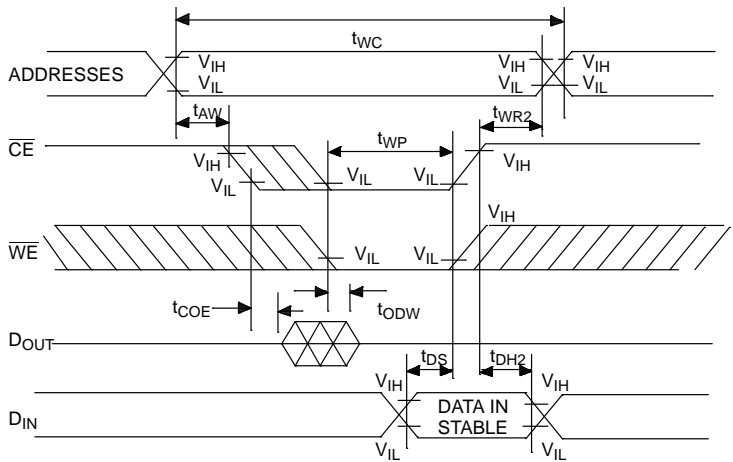 tWC
ADDRESSES
VIH
VIL
VIH
VIL
VIH
VIL
tAW
tWR2
CE
VIH
VIL
tWP
VIL
VIL
VIH
WE
VIL
VIL
VIH
tCOE
tODW
DOUT
tDS
tDH2
DIN
VIH
VIL
DATA IN
STABLE
VIH
VIL